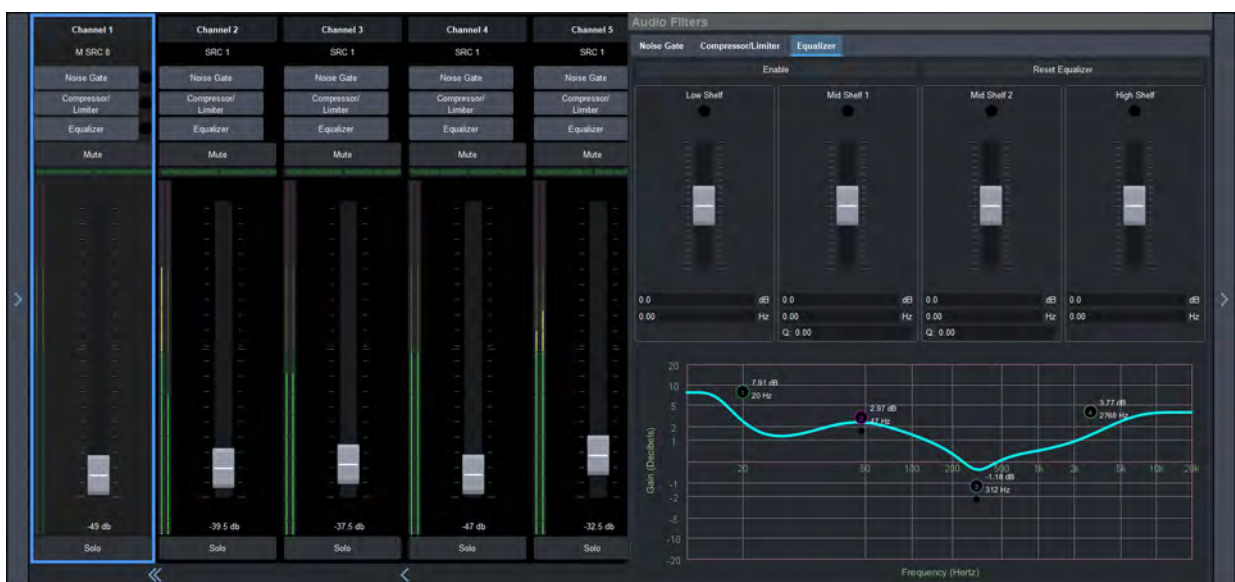 Channel 1
Channel 2
Channel 3
Channel 4
Channel 5
M SRC 8
SRC 1
SRC 1
SRC 1
SRC 1
Noise Gate
Noise Gate
Noise Gate
Noise Gate
Noise Gate
Compressor/
Limiter
Compressor/
Limiter
Compressor/
Limiter
Compressor/
Limiter
Compressor/
Limiter
Equalizer
Equalizer
Equalizer
Equalizer
Equalizer
Mute
Mute
Mute
Mute
Mute
-49 db
-39.5 db
-37.5 db
-47 db
-32.5 db
Solo
Solo
Solo
Solo
Solo
Audio Filters
Noise Gate Compressor/Limiter Equalizer
Enable
Reset Equalizer
Low Shelf
Mid Shelf 1
Mid Shelf 2
High Shelf
0.0 dB
0.0 dB
0.0 dB
0.0 dB
0.00 Hz
0.00 Hz
0.00 Hz
0.00 Hz
Q: 0.00
Q: 0.00
Gain (Decibels)
20
10
5
2
1
-1
-2
-5
-10
-20
1
7.91 dB
20 Hz
2
2.97 dB
47 Hz
3
-1.18 dB
312 Hz
4
3.77 dB
2768 Hz
20 50 100 200 500 1k 2k 5k 10k 20k
Frequency (Hertz)